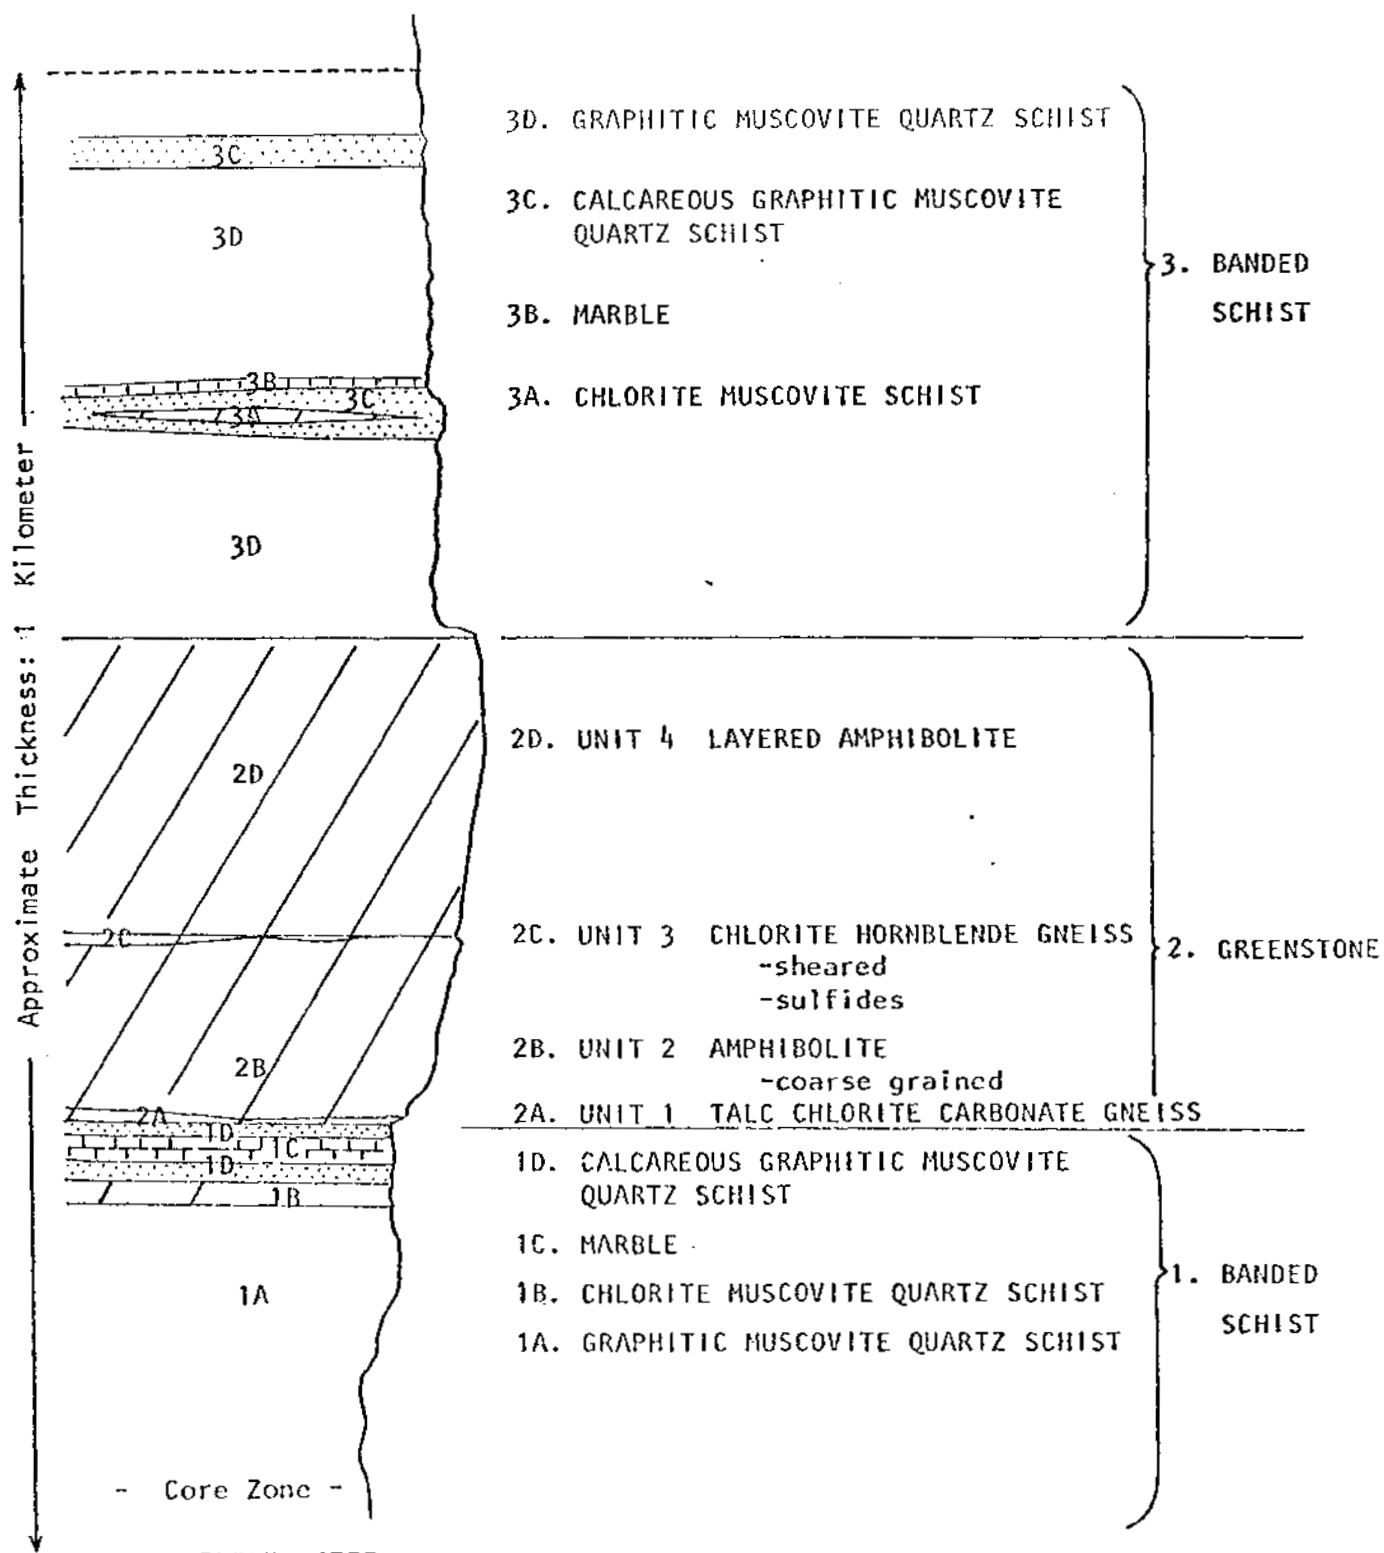 3D. GRAPHITIC MUSCOVITE QUARTZ SCHIST
3C
3C. CALCAREOUS GRAPHITIC MUSCOVITE
QUARTZ SCHIST
3D
3. BANDED
SCHIST
3B. MARBLE
3B
3C
3A
3A. CHLORITE MUSCOVITE SCHIST
3D
Approximate Thickness: 1 Kilometer
2D. UNIT 4 LAYERED AMPHIBOLITE
2D
2C
2C. UNIT 3 CHLORITE HORNBLENDE GNEISS
-sheared
-sulfides
2. GREENSTONE
2B. UNIT 2 AMPHIBOLITE
-coarse grained
2B
2A
2A. UNIT 1 TALC CHLORITE CARBONATE GNEISS
1D
1C
1D
1B
1D. CALCAREOUS GRAPHITIC MUSCOVITE
QUARTZ SCHIST
1C. MARBLE
1. BANDED
SCHIST
1B. CHLORITE MUSCOVITE QUARTZ SCHIST
1A
1A. GRAPHITIC MUSCOVITE QUARTZ SCHIST
- Core Zone -